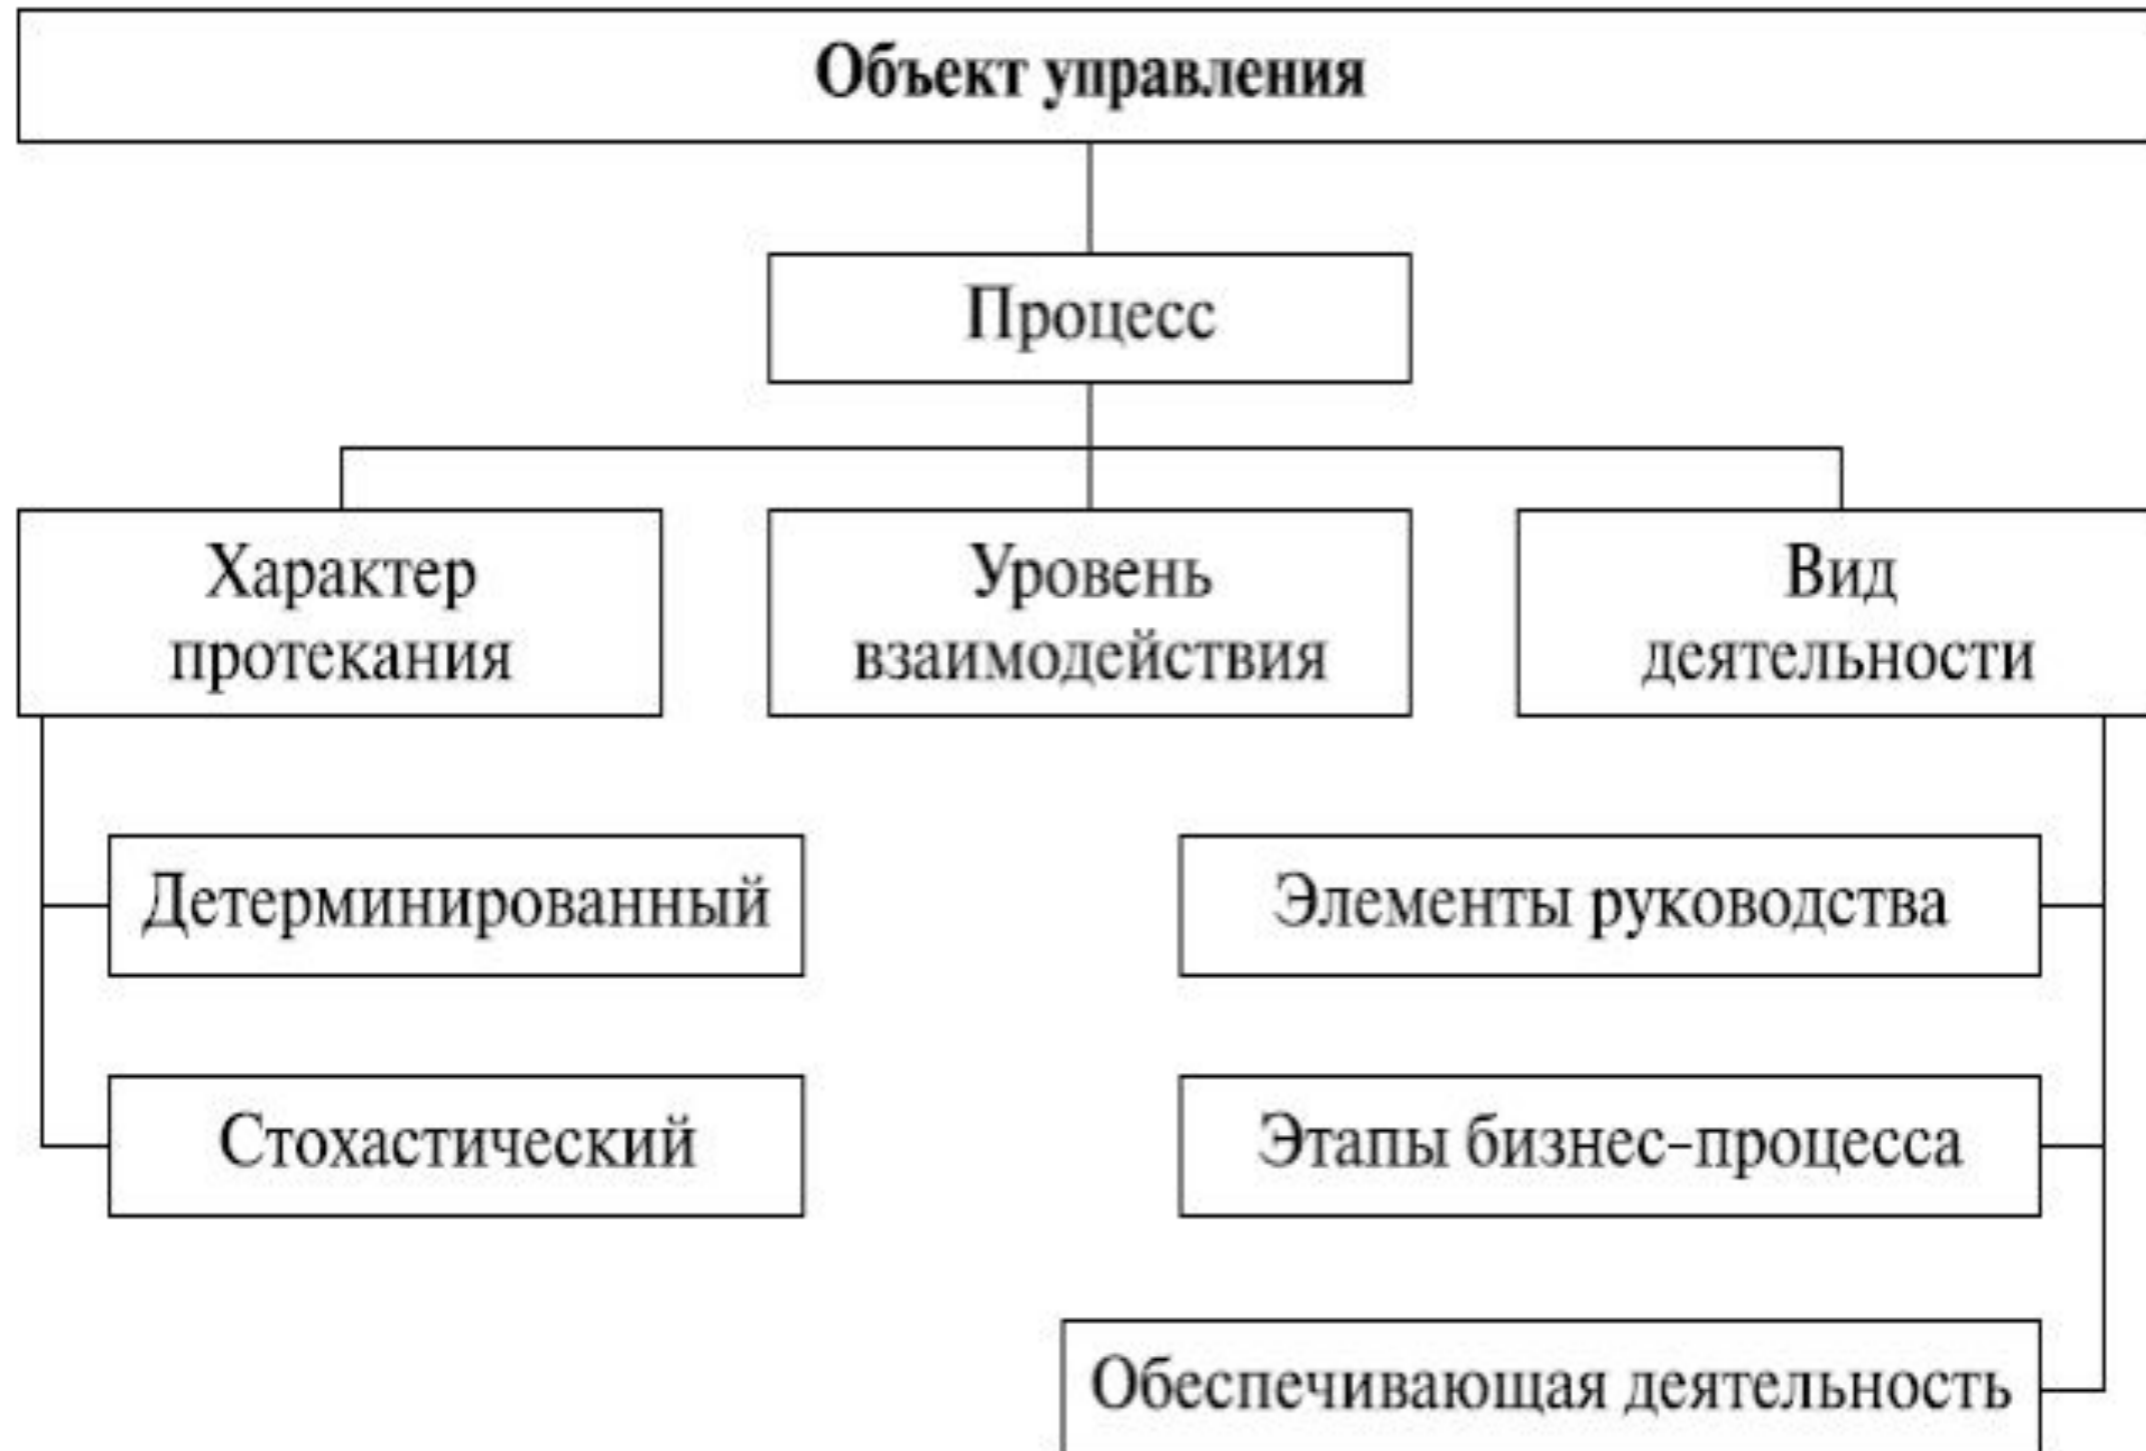 Объект управления
Процесс
Характер
протекания
Уровень
взаимодействия
Вид
деятельности
Детерминированный
Элементы руководства
Стохастический
Этапы бизнес-процесса
Обеспечивающая деятельность